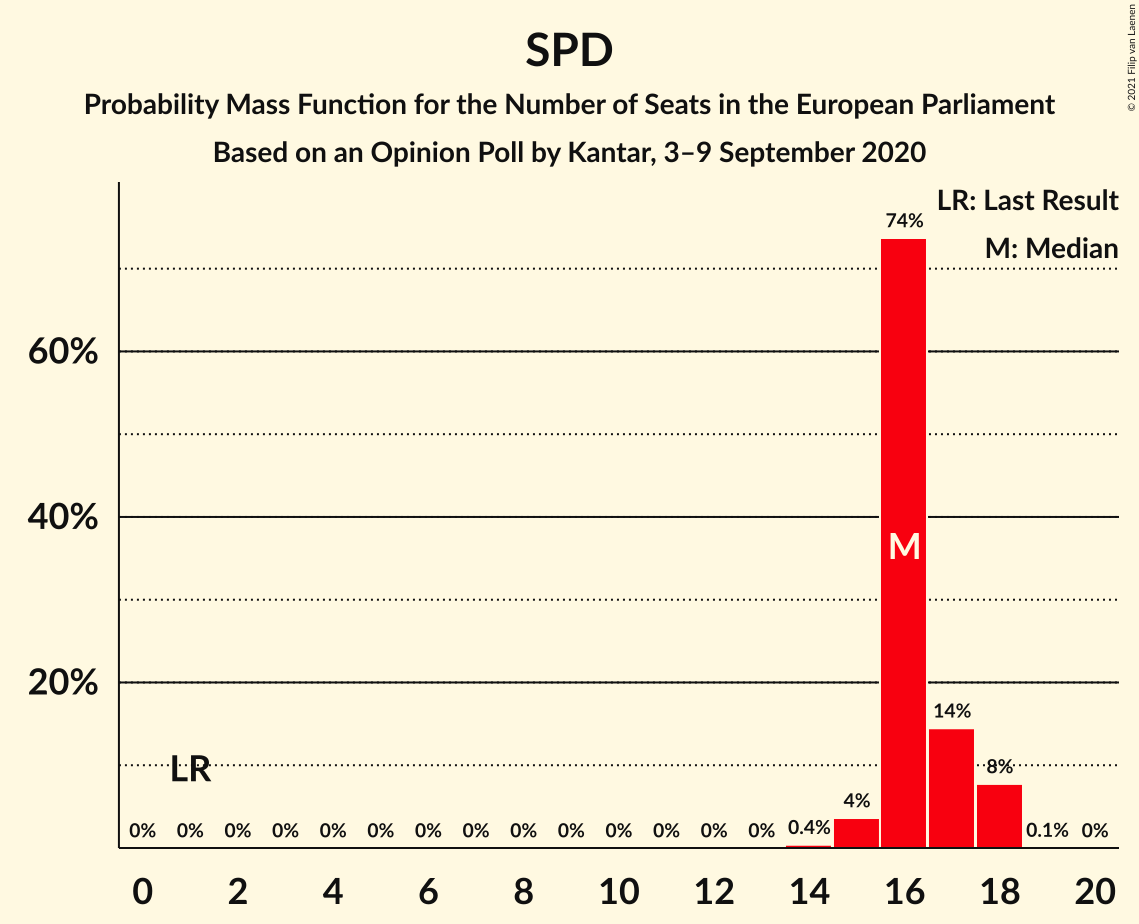 SPD
Probability Mass Function for the Number of Seats in the European Parliament
Based on an Opinion Poll by Kantar, 3–9 September 2020
© 2021 Filip van Laenen
LR: Last Result
M: Median
60%
40%
20%
LR
M
0% 0% 0% 0% 0% 0% 0% 0% 0% 0% 0% 0% 0% 0% 0.4% 4% 74% 14% 8% 0.1% 0%
0 2 4 6 8 10 12 14 16 18 20